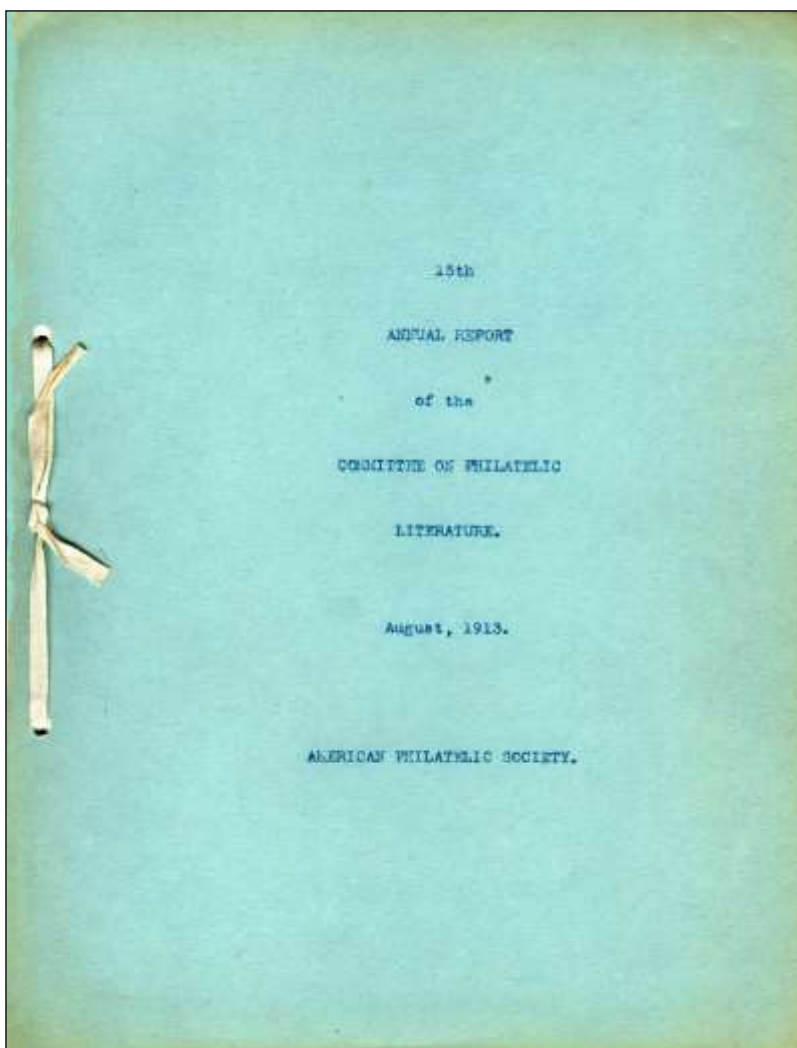 15th
ANNUAL REPORT
of the
COMMITTEE ON PHILATELIC
LITERATURE.
August, 1913.
AMERICAN PHILATELIC SOCIETY.